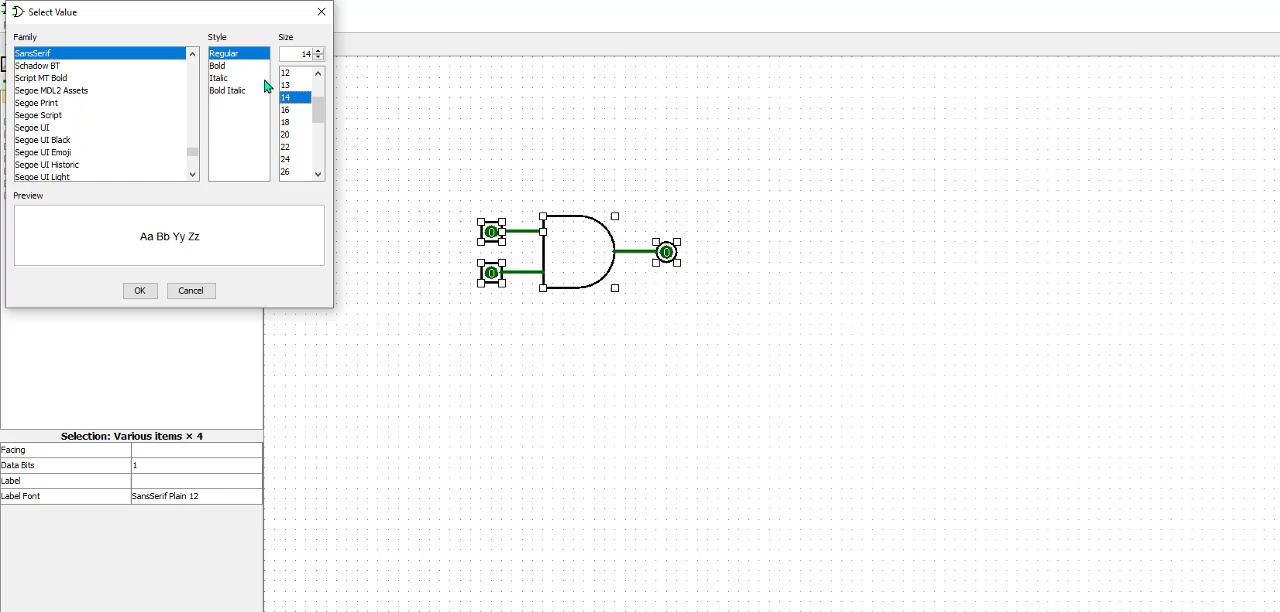 Select Value
Family
Style
Size
SansSerif
Regular
14
Schadow BT
Bold
12
Script MT Bold
Italic
13
Segoe MDL2 Assets
Bold Italic
14
Segoe Print
16
Segoe Script
18
Segoe UI
20
Segoe UI Black
22
Segoe UI Emoji
24
Segoe UI Historic
26
Segoe UI Light
Preview
Aa Bb Yy Zz
OK
Cancel
0
0
0
Selection: Various items × 4
Facing
Data Bits
1
Label
Label Font
SansSerif Plain 12